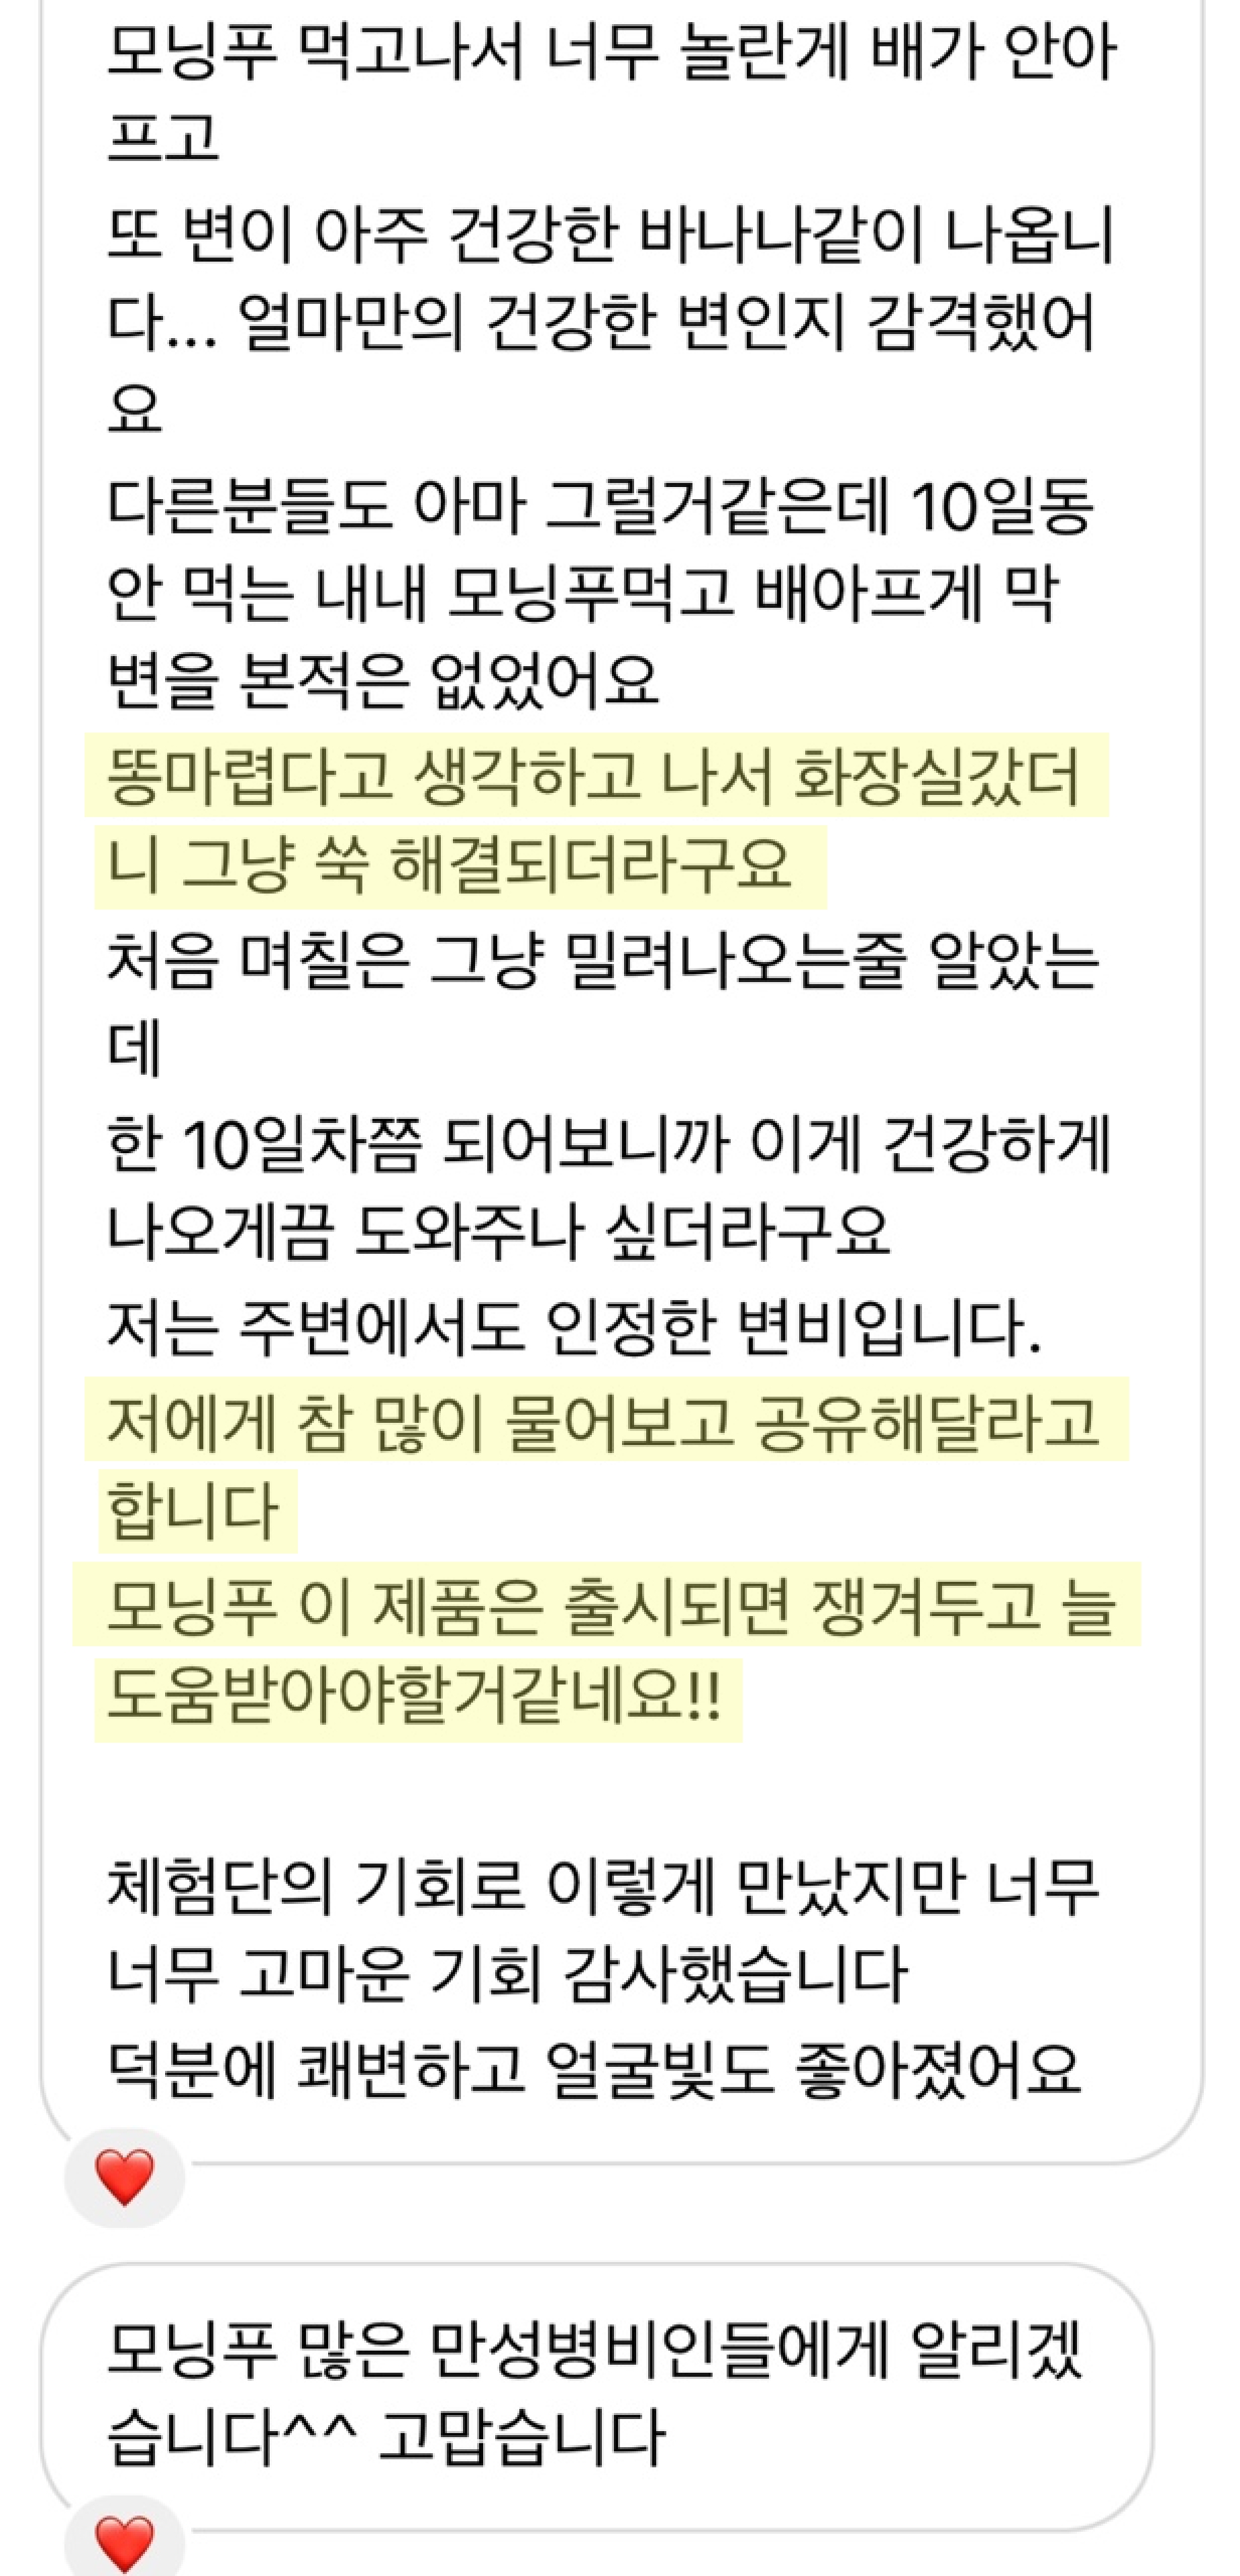 모닝푸 먹고나서 너무 놀란게 배가 안아
프고
또 변이 아주 건강한 바나나같이 나옵니
다... 얼마만의 건강한 변인지 감격했어
요
다른분들도 아마 그럴거같은데 10일동
안 먹는 내내 모닝푸먹고 배아프게 막
변을 본적은 없었어요
똥마렵다고 생각하고 나서 화장실갔더
니 그냥 쑥 해결되더라구요
처음 며칠은 그냥 밀려나오는줄 알았는
데
한 10일차쯤 되어보니까 이게 건강하게
나오게끔 도와주나 싶더라구요
저는 주변에서도 인정한 변비입니다.
저에게 참 많이 물어보고 공유해달라고
합니다
모닝푸 이 제품은 출시되면 쟁겨두고 늘
도움받아야할거같네요!!
체험단의 기회로 이렇게 만났지만 너무
너무 고마운 기회 감사했습니다
덕분에 쾌변하고 얼굴빛도 좋아졌어요
모닝푸 많은 만성병비인들에게 알리겠
습니다^^ 고맙습니다